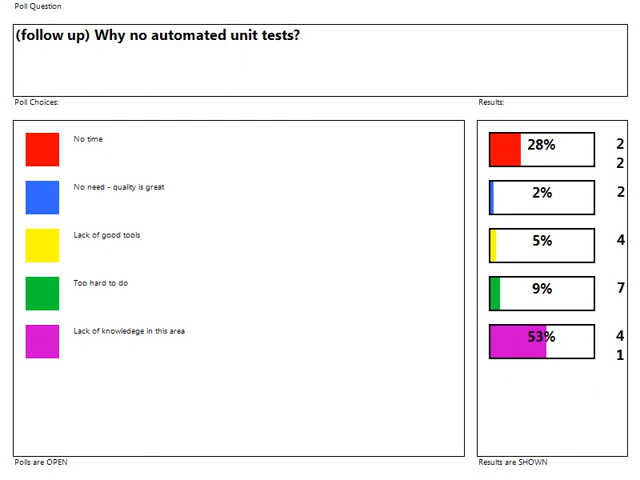 Poll Question
(follow up) Why no automated unit tests?
Poll Choices:
Results:
No time
28%
2
2
No need - quality is great
2%
2
Lack of good tools
5%
4
Too hard to do
9%
7
Lack of knowledege in this area
53%
4
1
Polls are OPEN
Results are SHOWN